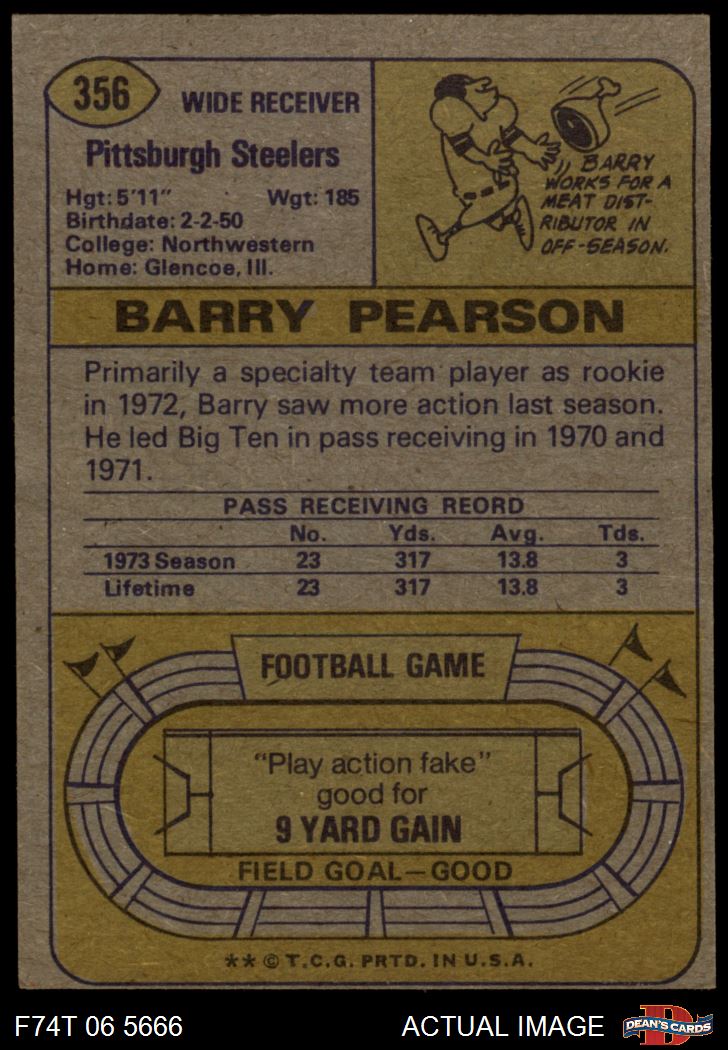 356
WIDE RECEIVER
Pittsburgh Steelers
Hgt: 5'11" Wgt: 185
Birthdate: 2-2-50
College: Northwestern
Home: Glencoe, Ill.
BARRY
WORKS FOR A
MEAT DIST-
RIBUTOR IN
OFF-SEASON.
BARRY PEARSON
Primarily a specialty team player as rookie
in 1972, Barry saw more action last season.
He led Big Ten in pass receiving in 1970 and
1971.
PASS RECEIVING REORD
No. Yds. Avg. Tds.
1973 Season 23 317 13.8 3
Lifetime 23 317 13.8 3
FOOTBALL GAME
"Play action fake"
good for
9 YARD GAIN
FIELD GOAL—GOOD
** © T.C.G. PRTD. IN U.S.A.
F74T 06 5666 ACTUAL IMAGE
D
DEAN'S CARDS